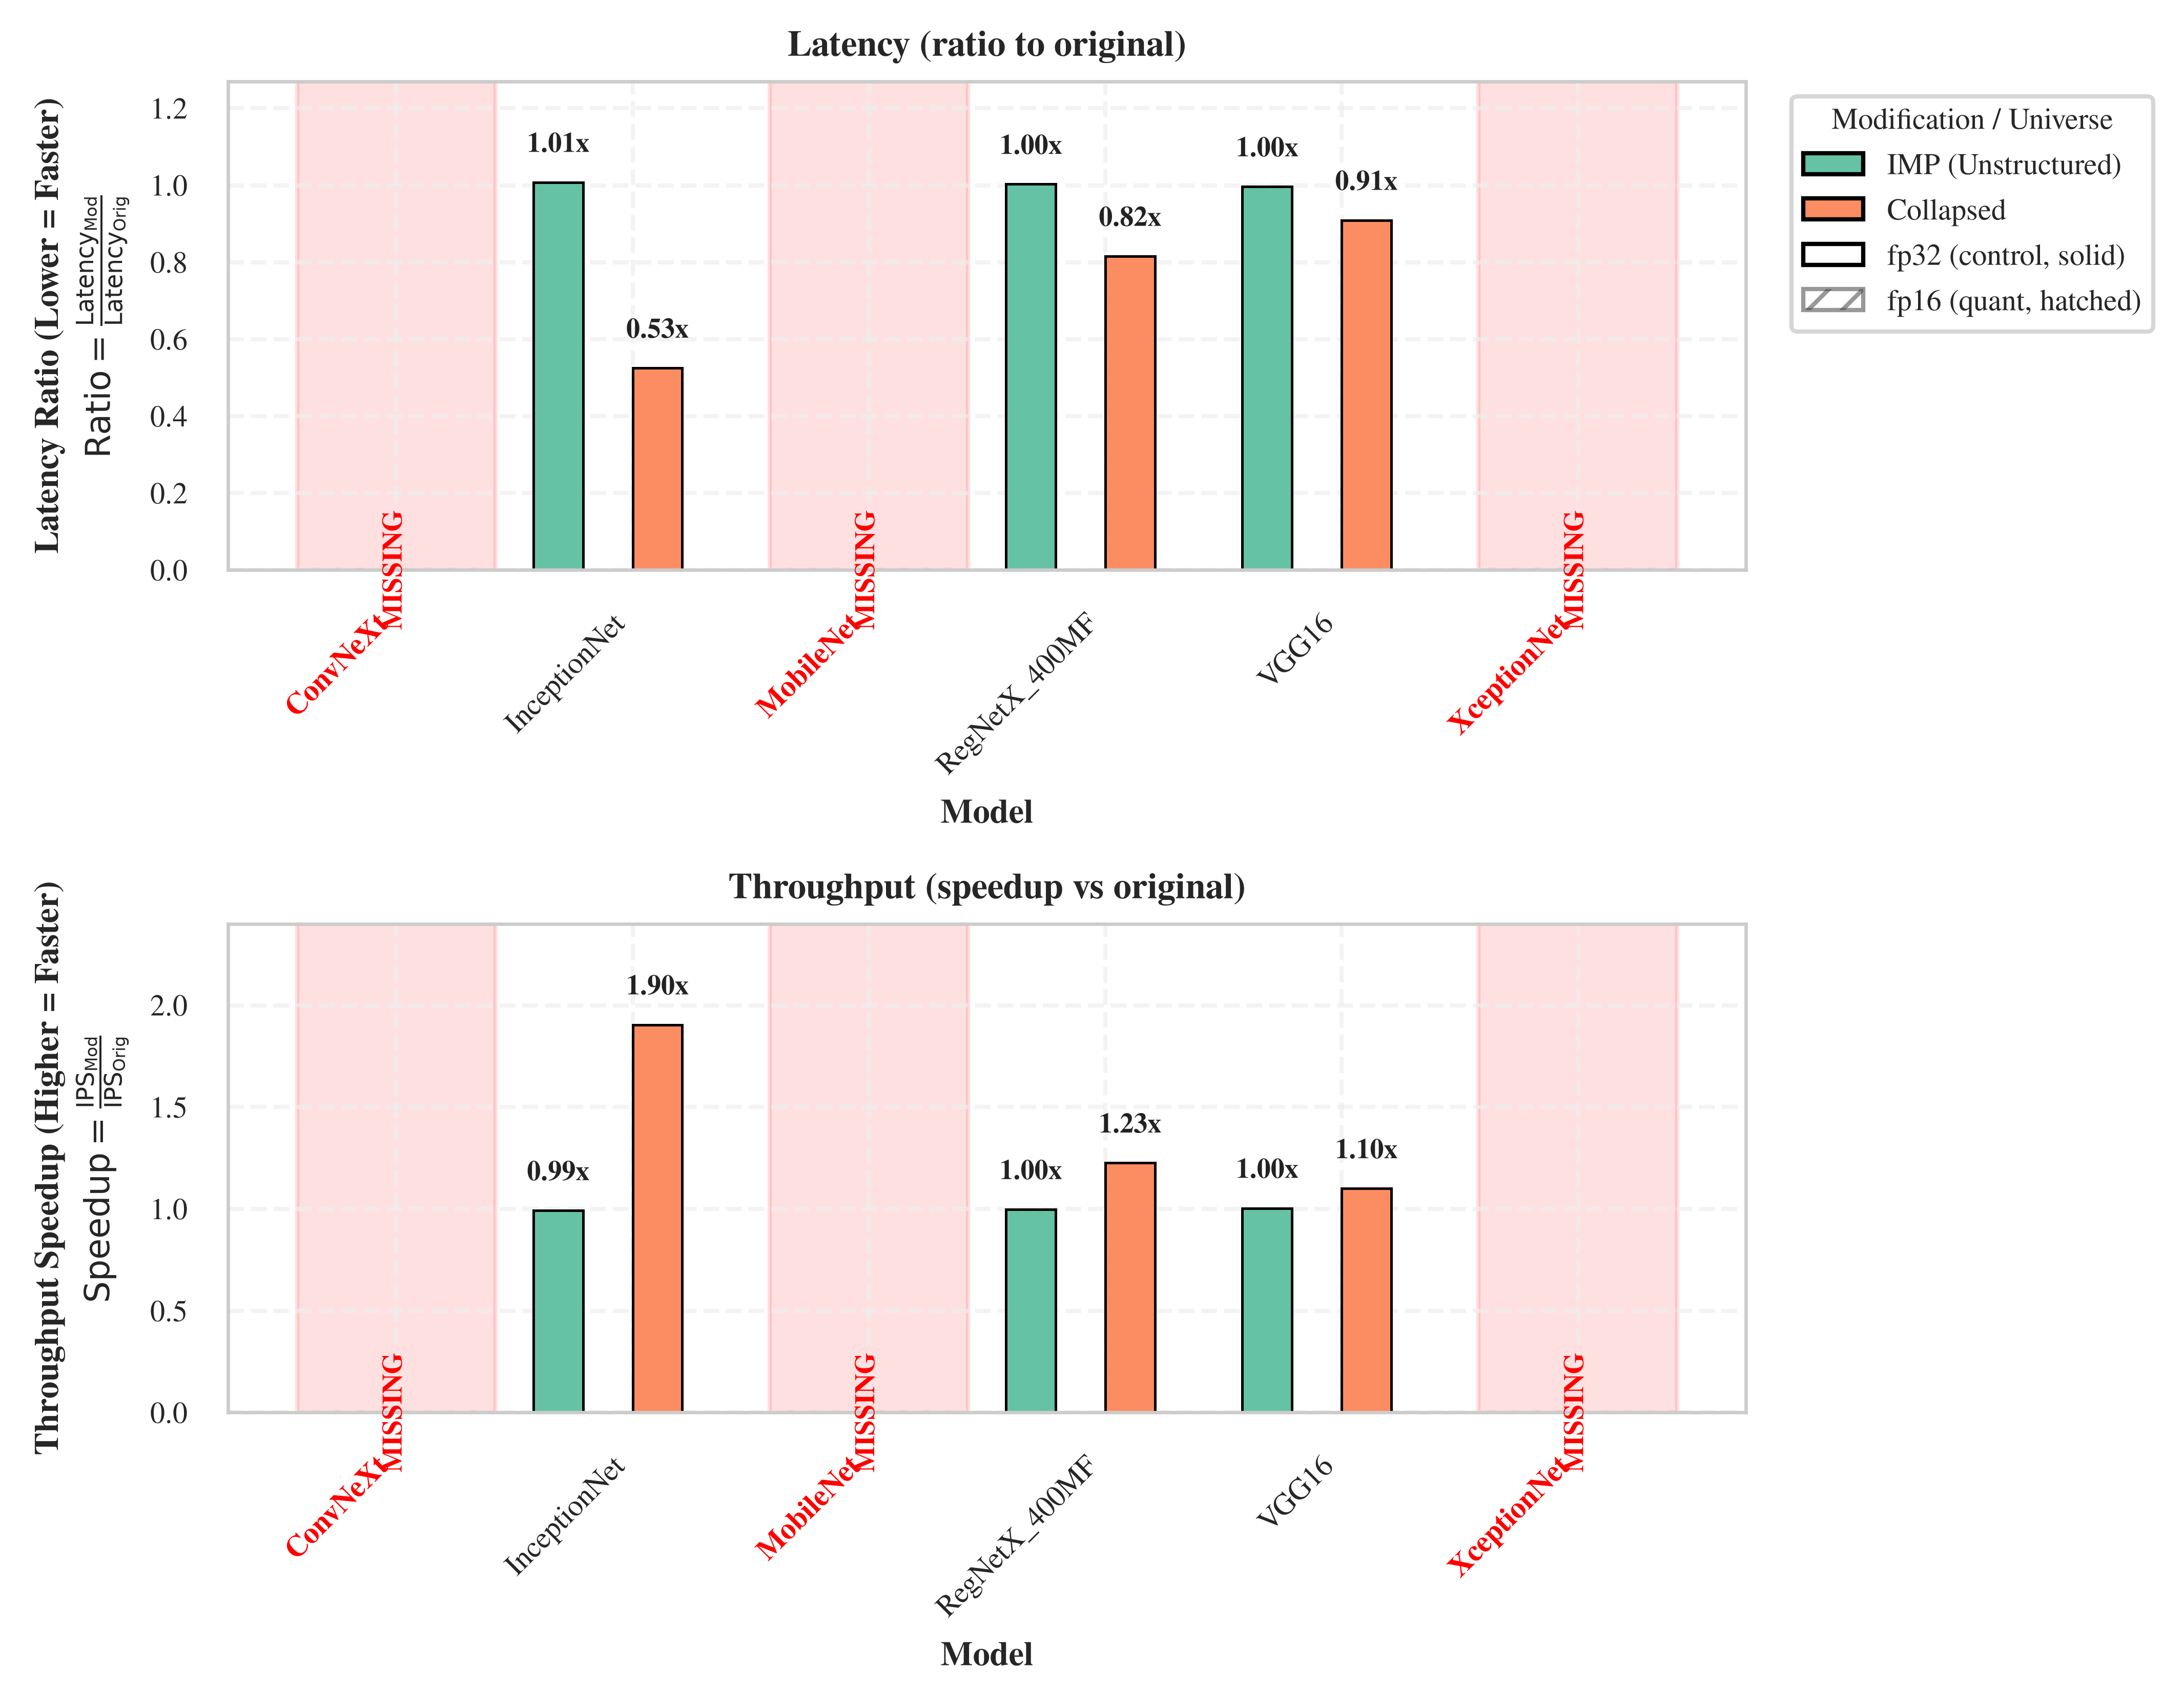 Latency (ratio to original)
Latency Ratio (Lower = Faster)
Ratio = Latency_Mod / Latency_Orig
1.2
1.0
0.8
0.6
0.4
0.2
0.0
1.01x
0.53x
1.00x
0.82x
1.00x
0.91x
MISSING
MISSING
MISSING
ConvNeXt
InceptionNet
MobileNet
RegNetX_400MF
VGG16
XceptionNet
Model
Modification / Universe
IMP (Unstructured)
Collapsed
fp32 (control, solid)
fp16 (quant, hatched)
Throughput (speedup vs original)
Throughput Speedup (Higher = Faster)
Speedup = IPS_Mod / IPS_Orig
2.0
1.5
1.0
0.5
0.0
0.99x
1.90x
1.00x
1.23x
1.00x
1.10x
MISSING
MISSING
MISSING
ConvNeXt
InceptionNet
MobileNet
RegNetX_400MF
VGG16
XceptionNet
Model